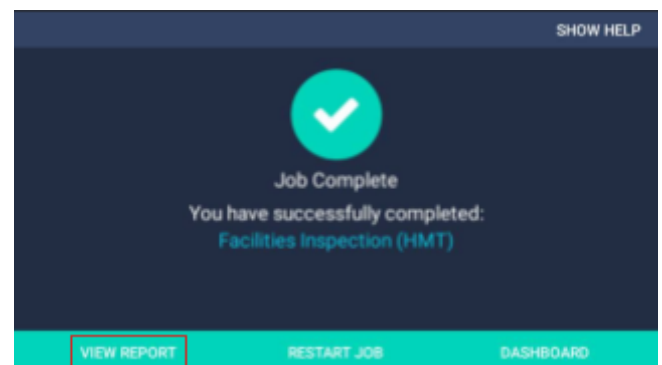 SHOW HELP
Job Complete
You have successfully completed:
Facilities Inspection (HMT)
VIEW REPORT RESTART JOB DASHBOARD